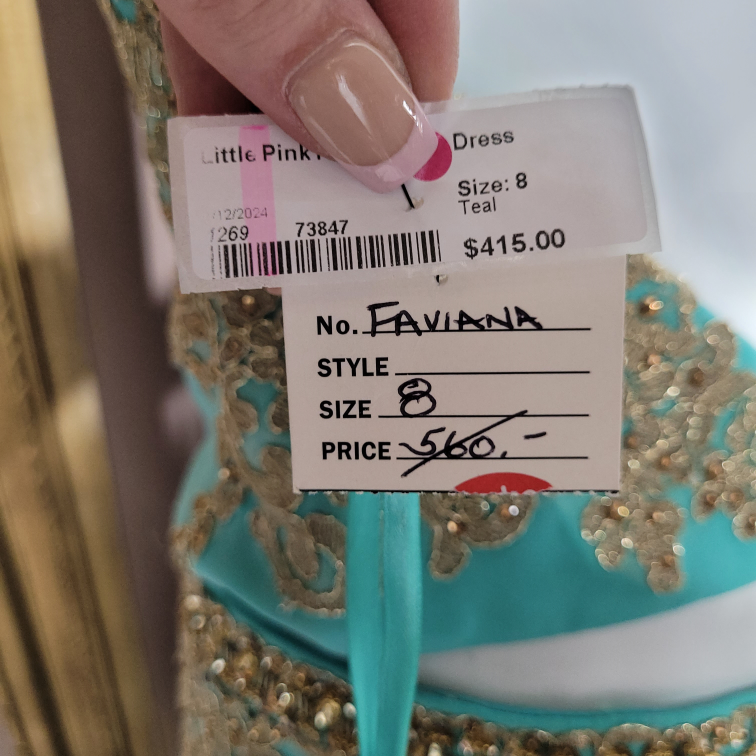 Little Pink
Dress
Size: 8
Teal
/12/2024
269 73847
$415.00
No. FAVIANA
STYLE
SIZE 8
PRICE 560.-